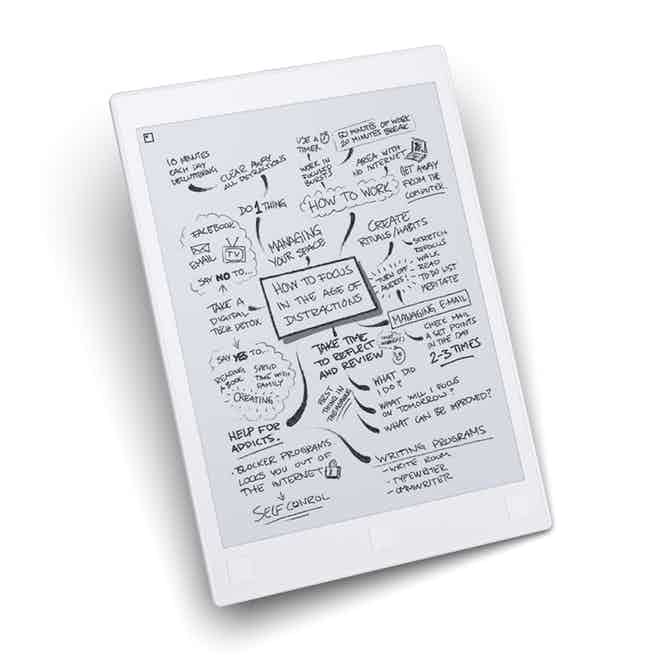 10 MINUTES
EACH DAY
DECLUTTERING
CLEAR AWAY
ALL DISTRACTIONS
DO 1 THING
MANAGING
YOUR SPACE
USE A
TIMER
50 MINUTES OF WORK
20 MINUTES BREAK
WORK IN
FOCUSED
BURSTS
AREA WITH
NO INTERNET
GET AWAY
FROM THE
COMPUTER
HOW TO WORK
FACEBOOK
EMAIL
TV
SAY NO TO...
TAKE A
DIGITAL
TECH DETOX
CREATE
RITUALS/HABITS
STRETCH
REFOCUS
WALK
READ
TO DO LIST
MEDITATE
TURN OFF
ALERTS
HOW TO FOCUS
IN THE AGE OF
DISTRACTIONS
MANAGING E-MAIL
CHECK MAIL
A SET POINTS
IN THE DAY
2-3 TIMES
SAY YES TO...
READING
A BOOK
SPEND
TIME WITH
FAMILY
CREATING
TAKE TIME
TO REFLECT
AND REVIEW
FIRST
THING IN
THE MORNING
WHAT DID
I DO?
WHAT WILL I FOCUS
ON TOMORROW?
WHAT CAN BE IMPROVED?
HELP FOR
ADDICTS.
· BLOCKER PROGRAMS
LOCKS YOU OUT OF
THE INTERNET
SELF CONROL
WRITING PROGRAMS
- WRITE ROOM
- TYPEWRITER
- OMNIWRITER